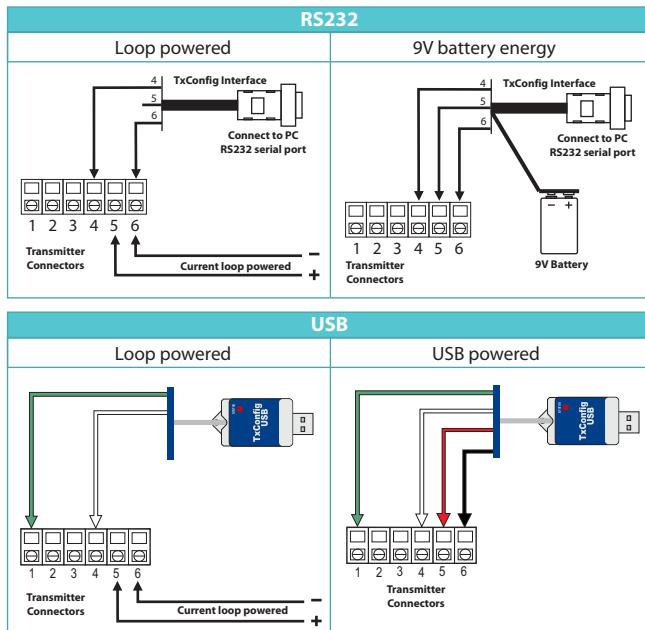 RS232
Loop powered
9V battery energy
4
TxConfig Interface
5
6
Connect to PC
RS232 serial port
1 2 3 4 5 6
Transmitter
Connectors
Current loop powered
−
+
4
TxConfig Interface
5
6
Connect to PC
RS232 serial port
− +
1 2 3 4 5 6
Transmitter
Connectors
9V Battery
USB
Loop powered
USB powered
TxConfig
USB
1 2 3 4 5 6
Transmitter
Connectors
Current loop powered
−
+
TxConfig
USB
1 2 3 4 5 6
Transmitter
Connectors